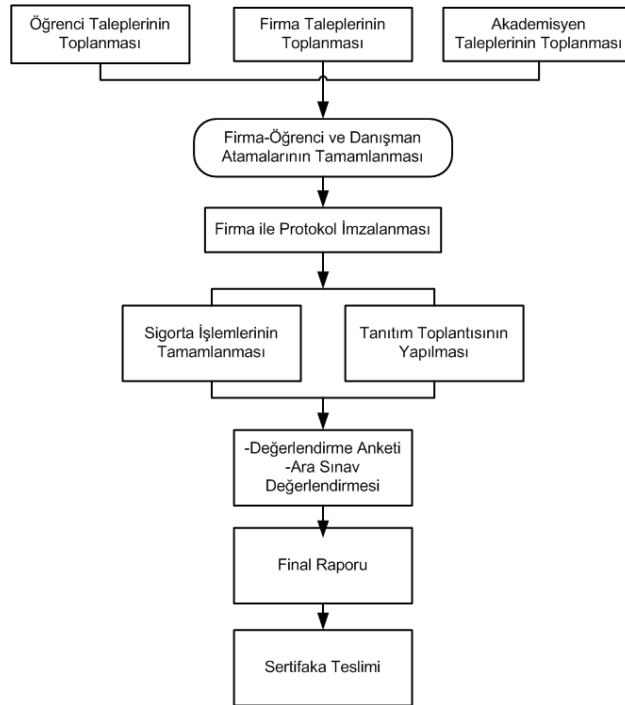 Öğrenci Taleplerinin
Toplanması
Firma Taleplerinin
Toplanması
Akademisyen
Taleplerinin Toplanması
Firma-Öğrenci ve Danışman
Atamalarının Tamamlanması
Firma ile Protokol İmzalanması
Sigorta İşlemlerinin
Tamamlanması
Tanıtım Toplantısının
Yapılması
-Değerlendirme Anketi
-Ara Sınav
Değerlendirmesi
Final Raporu
Sertifaka Teslimi